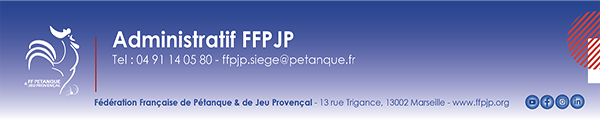 Administratif FFPJP
Tel : 04 91 14 05 80 - ffpjp.siege@petanque.fr
FF PETANQUE
& JEU PROVENÇAL
Fédération Française de Pétanque & de Jeu Provençal - 13 rue Trigance, 13002 Marseille - www.ffpjp.org